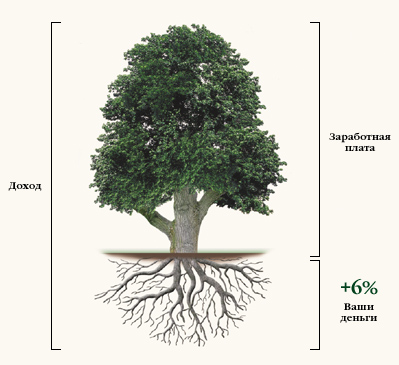 Доход
Заработная
плата
+6%
Ваши
деньги